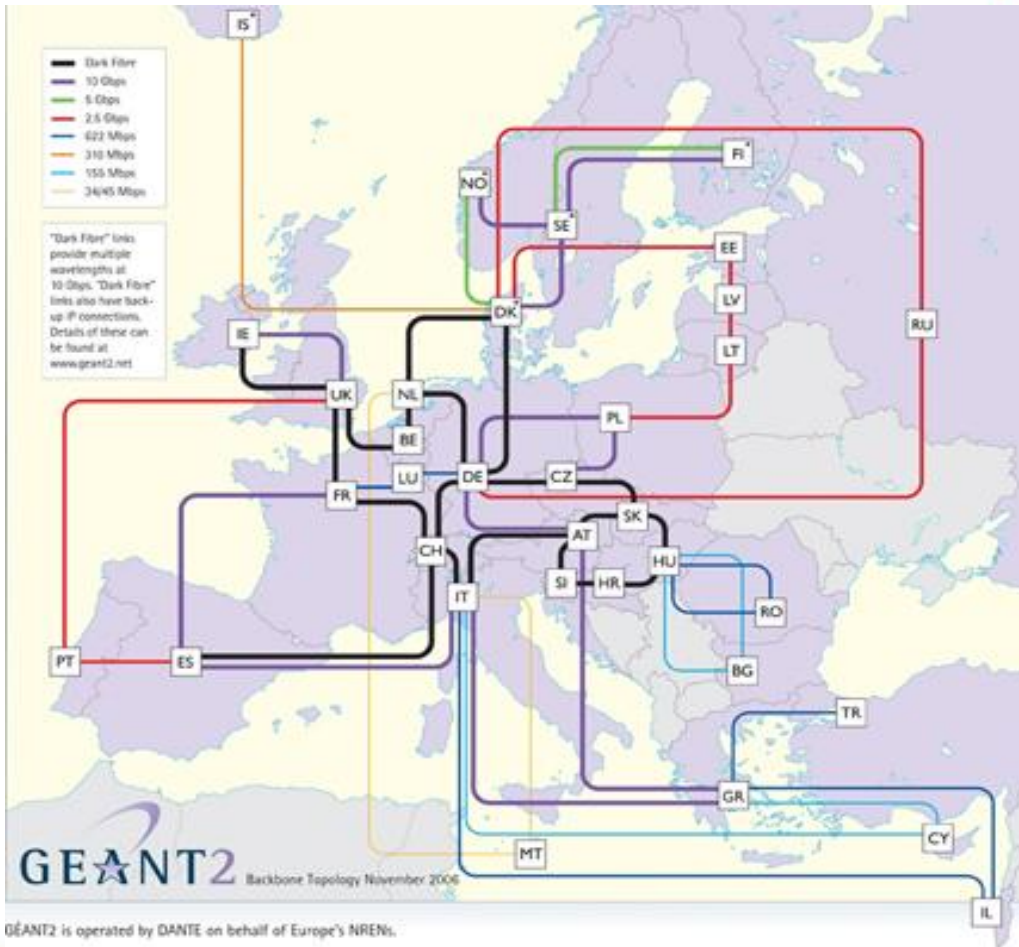 IS*
Dark Fibre
10 Gbps
5 Gbps
2.5 Gbps
622 Mbps
310 Mbps
155 Mbps
34/45 Mbps
"Dark Fibre" links
provide multiple
wavelengths at
10 Gbps. "Dark Fibre"
links also have back-
up IP connections.
Details of these can
be found at
www.geant2.net
FI*
NO*
SE*
EE
LV
DK*
RU
IE
LT
UK
NL
PL
BE
LU
DE
CZ
FR
SK
AT
CH
HU
IT
SI
HR
RO
PT
ES
BG
TR
GR
CY
MT
IL
GEANT2
Backbone Topology November 2006
GÉANT2 is operated by DANTE on behalf of Europe's NRENs.